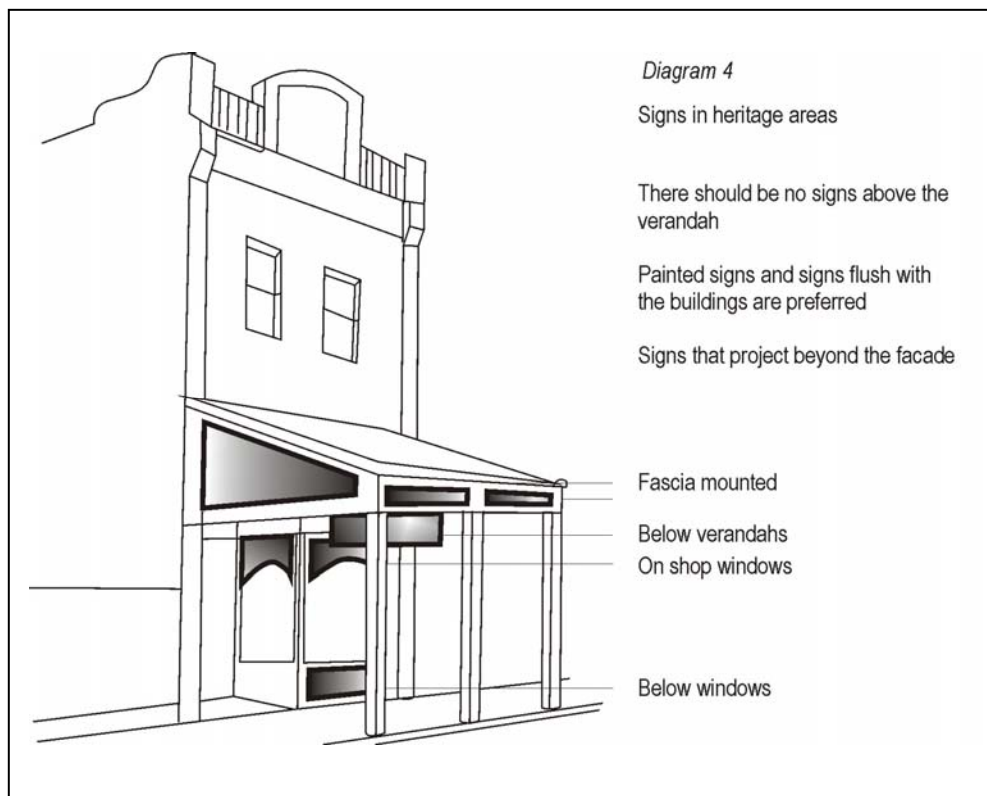 Diagram 4
Signs in heritage areas
There should be no signs above the
verandah
Painted signs and signs flush with
the buildings are preferred
Signs that project beyond the facade
Fascia mounted
Below verandahs
On shop windows
Below windows